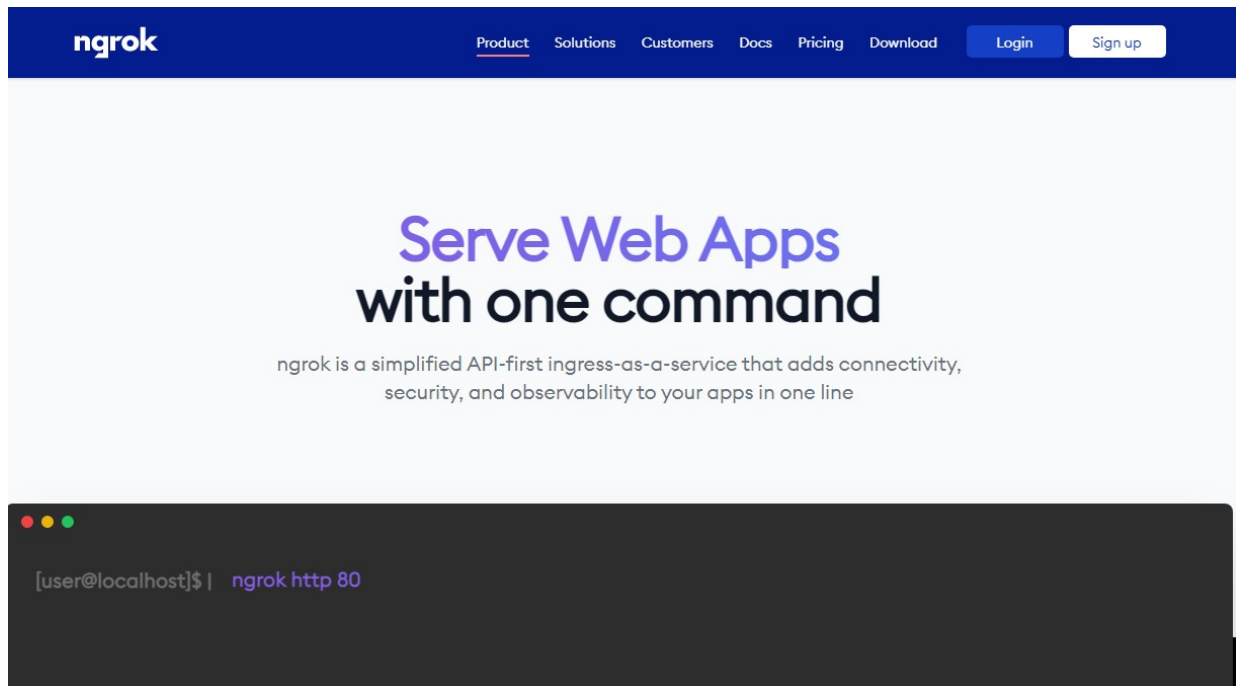 ngrok
Product Solutions Customers Docs Pricing Download Login Sign up
Serve Web Apps
with one command
ngrok is a simplified API-first ingress-as-a-service that adds connectivity,
security, and observability to your apps in one line
[user@localhost]$ | ngrok http 80